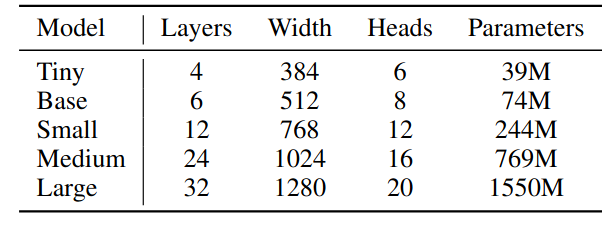 Model Layers Width Heads Parameters
Tiny 4 384 6 39M
Base 6 512 8 74M
Small 12 768 12 244M
Medium 24 1024 16 769M
Large 32 1280 20 1550M